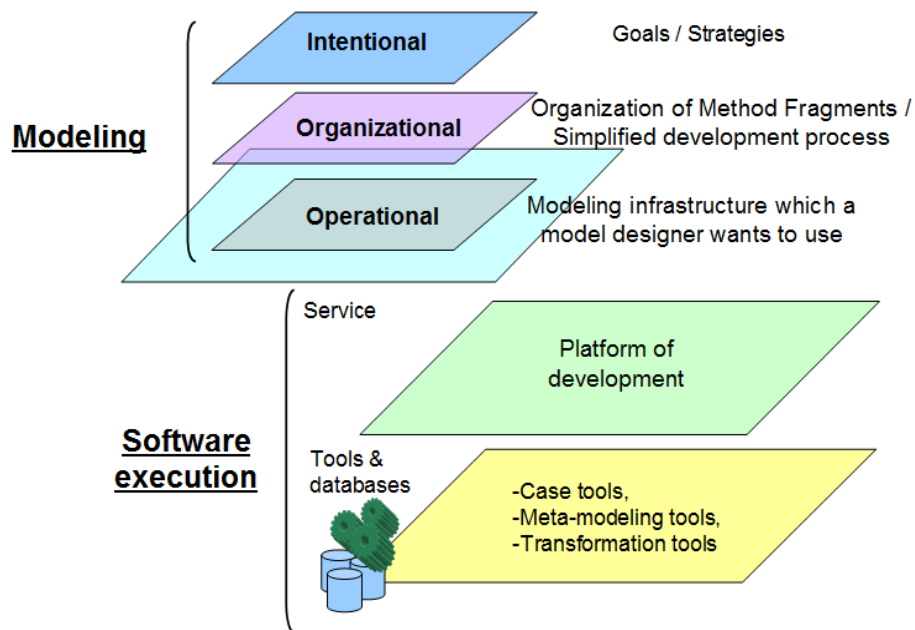 Intentional
Goals / Strategies
Modeling
Organizational
Organization of Method Fragments /
Simplified development process
Operational
Modeling infrastructure which a
model designer wants to use
Service
Platform of
development
Software
execution
Tools &
databases
-Case tools,
-Meta-modeling tools,
-Transformation tools